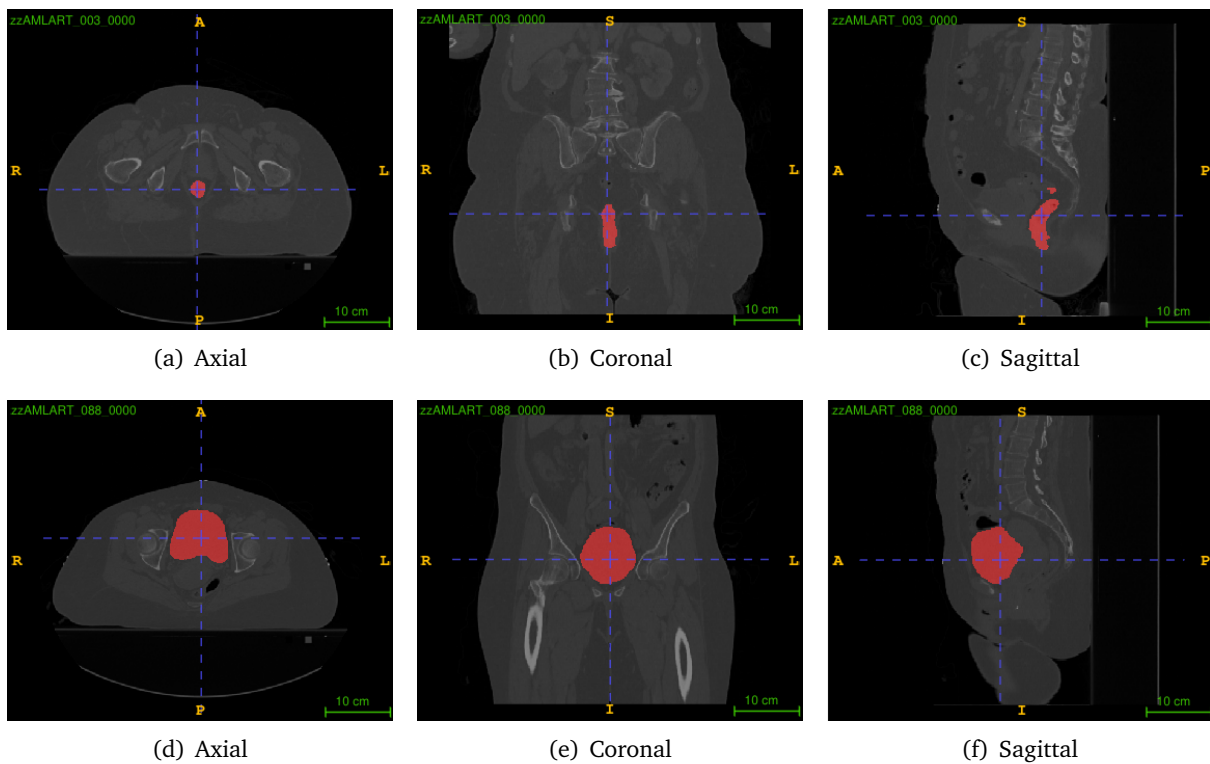 zzAMLART_003_0000 A zzAMLART_003_0000 S zzAMLART_003_0000 S
R L R L A P
10 cm 10 cm 10 cm
P I I
(a) Axial (b) Coronal (c) Sagittal
zzAMLART_088_0000 A zzAMLART_088_0000 S zzAMLART_088_0000 S
R L R L A P
10 cm 10 cm 10 cm
P I I
(d) Axial (e) Coronal (f) Sagittal